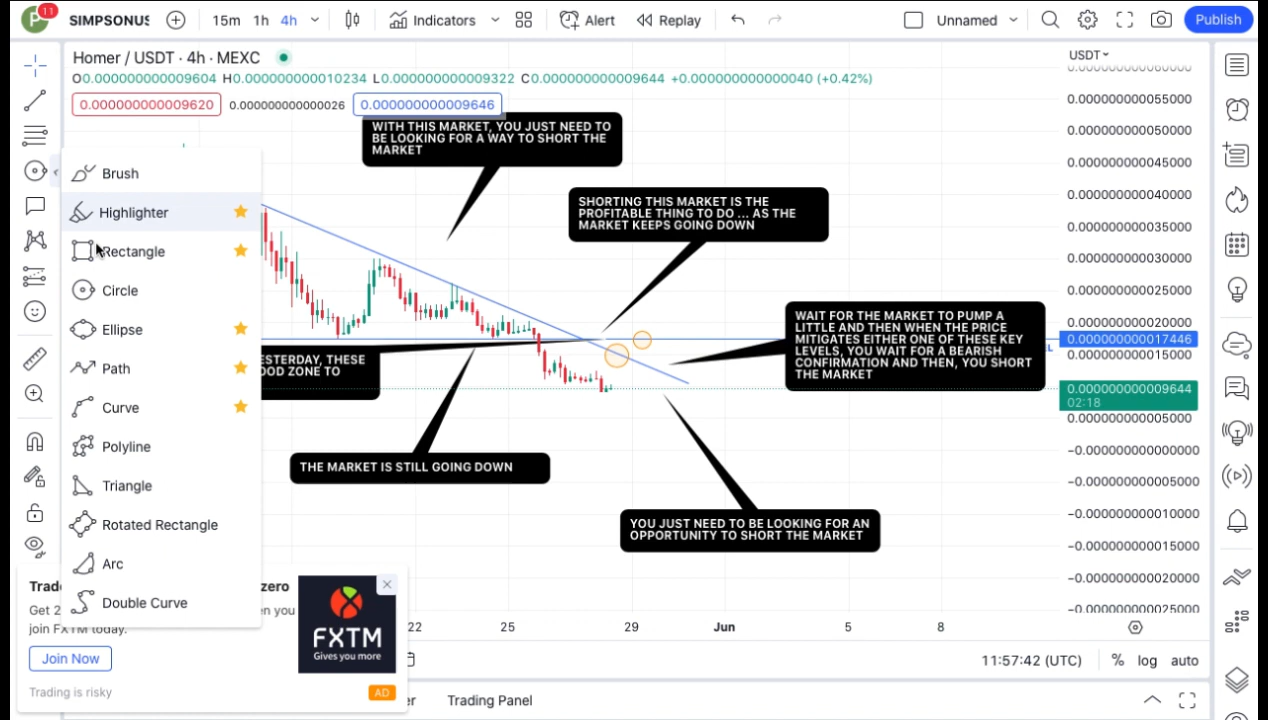 11
SIMPSONUS
15m 1h 4h
Indicators
Alert
Replay
Unnamed
Publish
Homer / USDT · 4h · MEXC
O0.000000000009604 H0.000000000010234 L0.000000000009322 C0.000000000009644 +0.000000000000040 (+0.42%)
0.000000000009620 0.000000000000026 0.000000000009646
USDT
0.000000000055000
0.000000000050000
0.000000000045000
0.000000000040000
0.000000000035000
0.000000000030000
0.000000000025000
0.000000000020000
0.000000000017446
0.000000000015000
0.000000000009644
02:18
0.000000000005000
−0.000000000000000
−0.000000000005000
−0.000000000010000
−0.000000000015000
−0.000000000020000
−0.000000000025000
WITH THIS MARKET, YOU JUST NEED TO
BE LOOKING FOR A WAY TO SHORT THE
MARKET
SHORTING THIS MARKET IS THE
PROFITABLE THING TO DO ... AS THE
MARKET KEEPS GOING DOWN
WAIT FOR THE MARKET TO PUMP A
LITTLE AND THEN WHEN THE PRICE
MITIGATES EITHER ONE OF THESE KEY
LEVELS, YOU WAIT FOR A BEARISH
CONFIRMATION AND THEN, YOU SHORT
THE MARKET
ESTERDAY, THESE
OOD ZONE TO
THE MARKET IS STILL GOING DOWN
YOU JUST NEED TO BE LOOKING FOR AN
OPPORTUNITY TO SHORT THE MARKET
Brush
Highlighter
Rectangle
Circle
Ellipse
Path
Curve
Polyline
Triangle
Rotated Rectangle
Arc
Double Curve
Trade zero
Get 2 en you
join FXTM today.
Join Now
Trading is risky
FXTM
Gives you more
AD
22 25 29 Jun 5 8
11:57:42 (UTC) % log auto
er Trading Panel